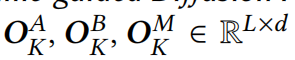 O_K^A, O_K^B, O_K^M ∈ ℝ^{L×d}